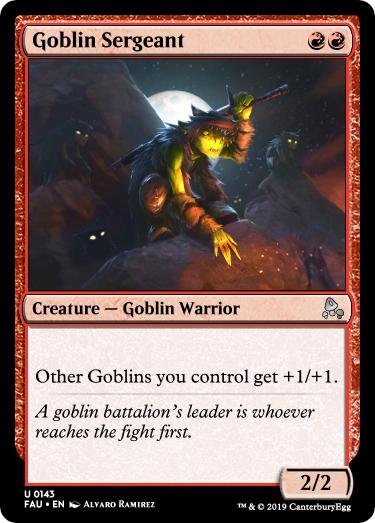 Goblin Sergeant
Creature — Goblin Warrior
Other Goblins you control get +1/+1.
A goblin battalion's leader is whoever
reaches the fight first.
2/2
U 0143
FAU • EN Alvaro Ramirez
™ & © 2019 CanterburyEgg